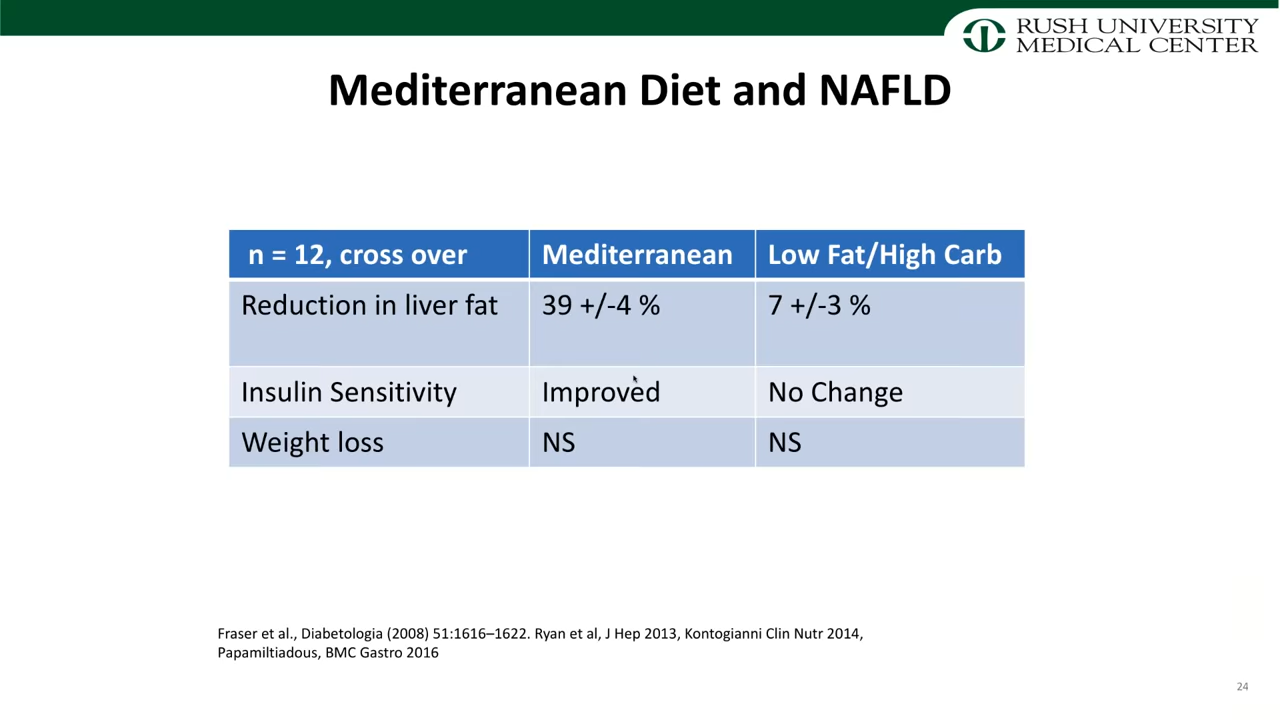 RUSH UNIVERSITY
MEDICAL CENTER
Mediterranean Diet and NAFLD
n = 12, cross over Mediterranean Low Fat/High Carb
Reduction in liver fat 39 +/-4 % 7 +/-3 %
Insulin Sensitivity Improved No Change
Weight loss NS NS
Fraser et al., Diabetologia (2008) 51:1616–1622. Ryan et al, J Hep 2013, Kontogianni Clin Nutr 2014,
Papamiltiadous, BMC Gastro 2016
24